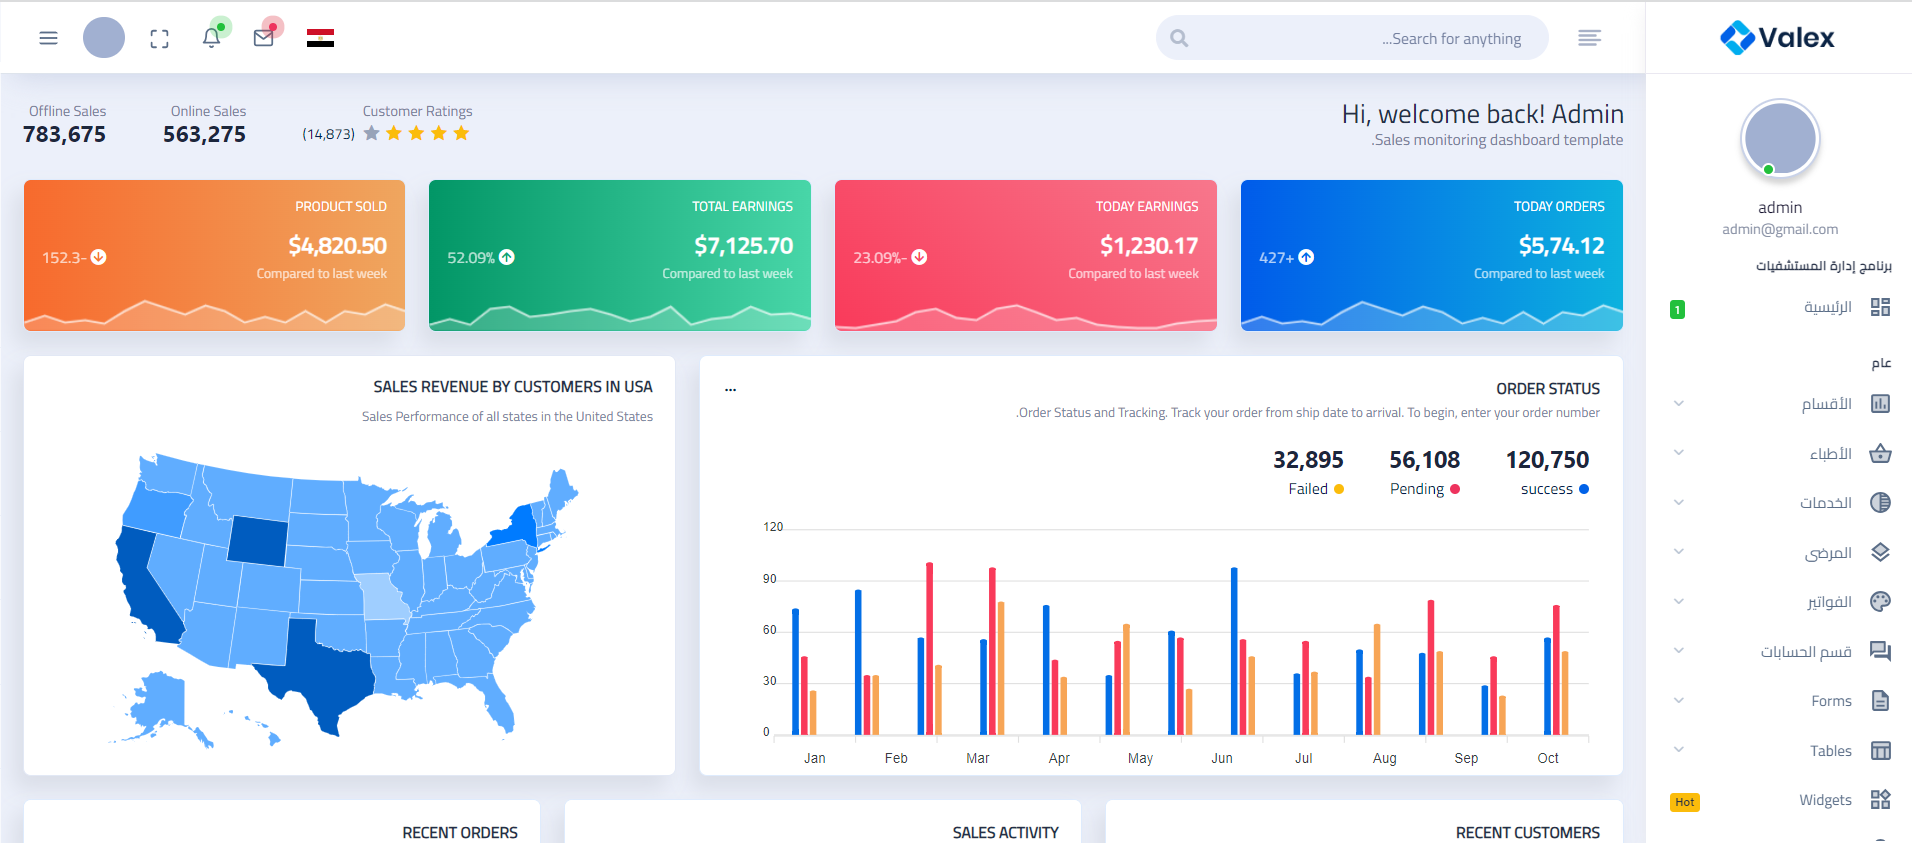 ...Search for anything
Valex
Offline Sales
783,675
Online Sales
563,275
Customer Ratings
(14,873)
Hi, welcome back! Admin
.Sales monitoring dashboard template
PRODUCT SOLD
$4,820.50
152.3-
Compared to last week
TOTAL EARNINGS
$7,125.70
52.09%
Compared to last week
TODAY EARNINGS
$1,230.17
23.09%-
Compared to last week
TODAY ORDERS
$5,74.12
427+
Compared to last week
SALES REVENUE BY CUSTOMERS IN USA
Sales Performance of all states in the United States
...
ORDER STATUS
.Order Status and Tracking. Track your order from ship date to arrival. To begin, enter your order number
32,895
Failed
56,108
Pending
120,750
success
120
90
60
30
0
Jan
Feb
Mar
Apr
May
Jun
Jul
Aug
Sep
Oct
RECENT ORDERS
SALES ACTIVITY
RECENT CUSTOMERS
admin
admin@gmail.com
برنامج إدارة المستشفيات
الرئيسية
1
عام
الأقسام
الأطباء
الخدمات
المرضى
الفواتير
قسم الحسابات
Forms
Tables
Widgets
Hot